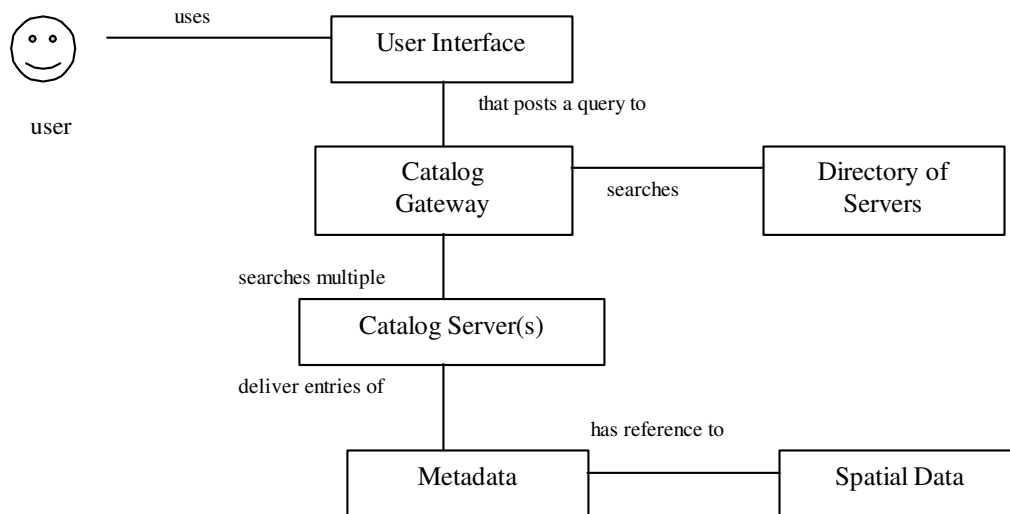 uses
User Interface
user
that posts a query to
Catalog
Gateway
searches
Directory of
Servers
searches multiple
Catalog Server(s)
deliver entries of
has reference to
Metadata
Spatial Data